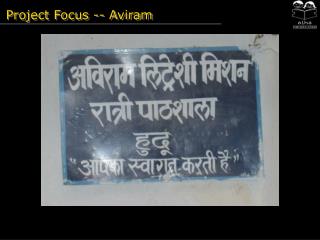 Project Focus -- Aviram
अविराम लिट्रेशी मिशन
रात्री पाठशाला
हुदू
"आपका स्वागत करती है"